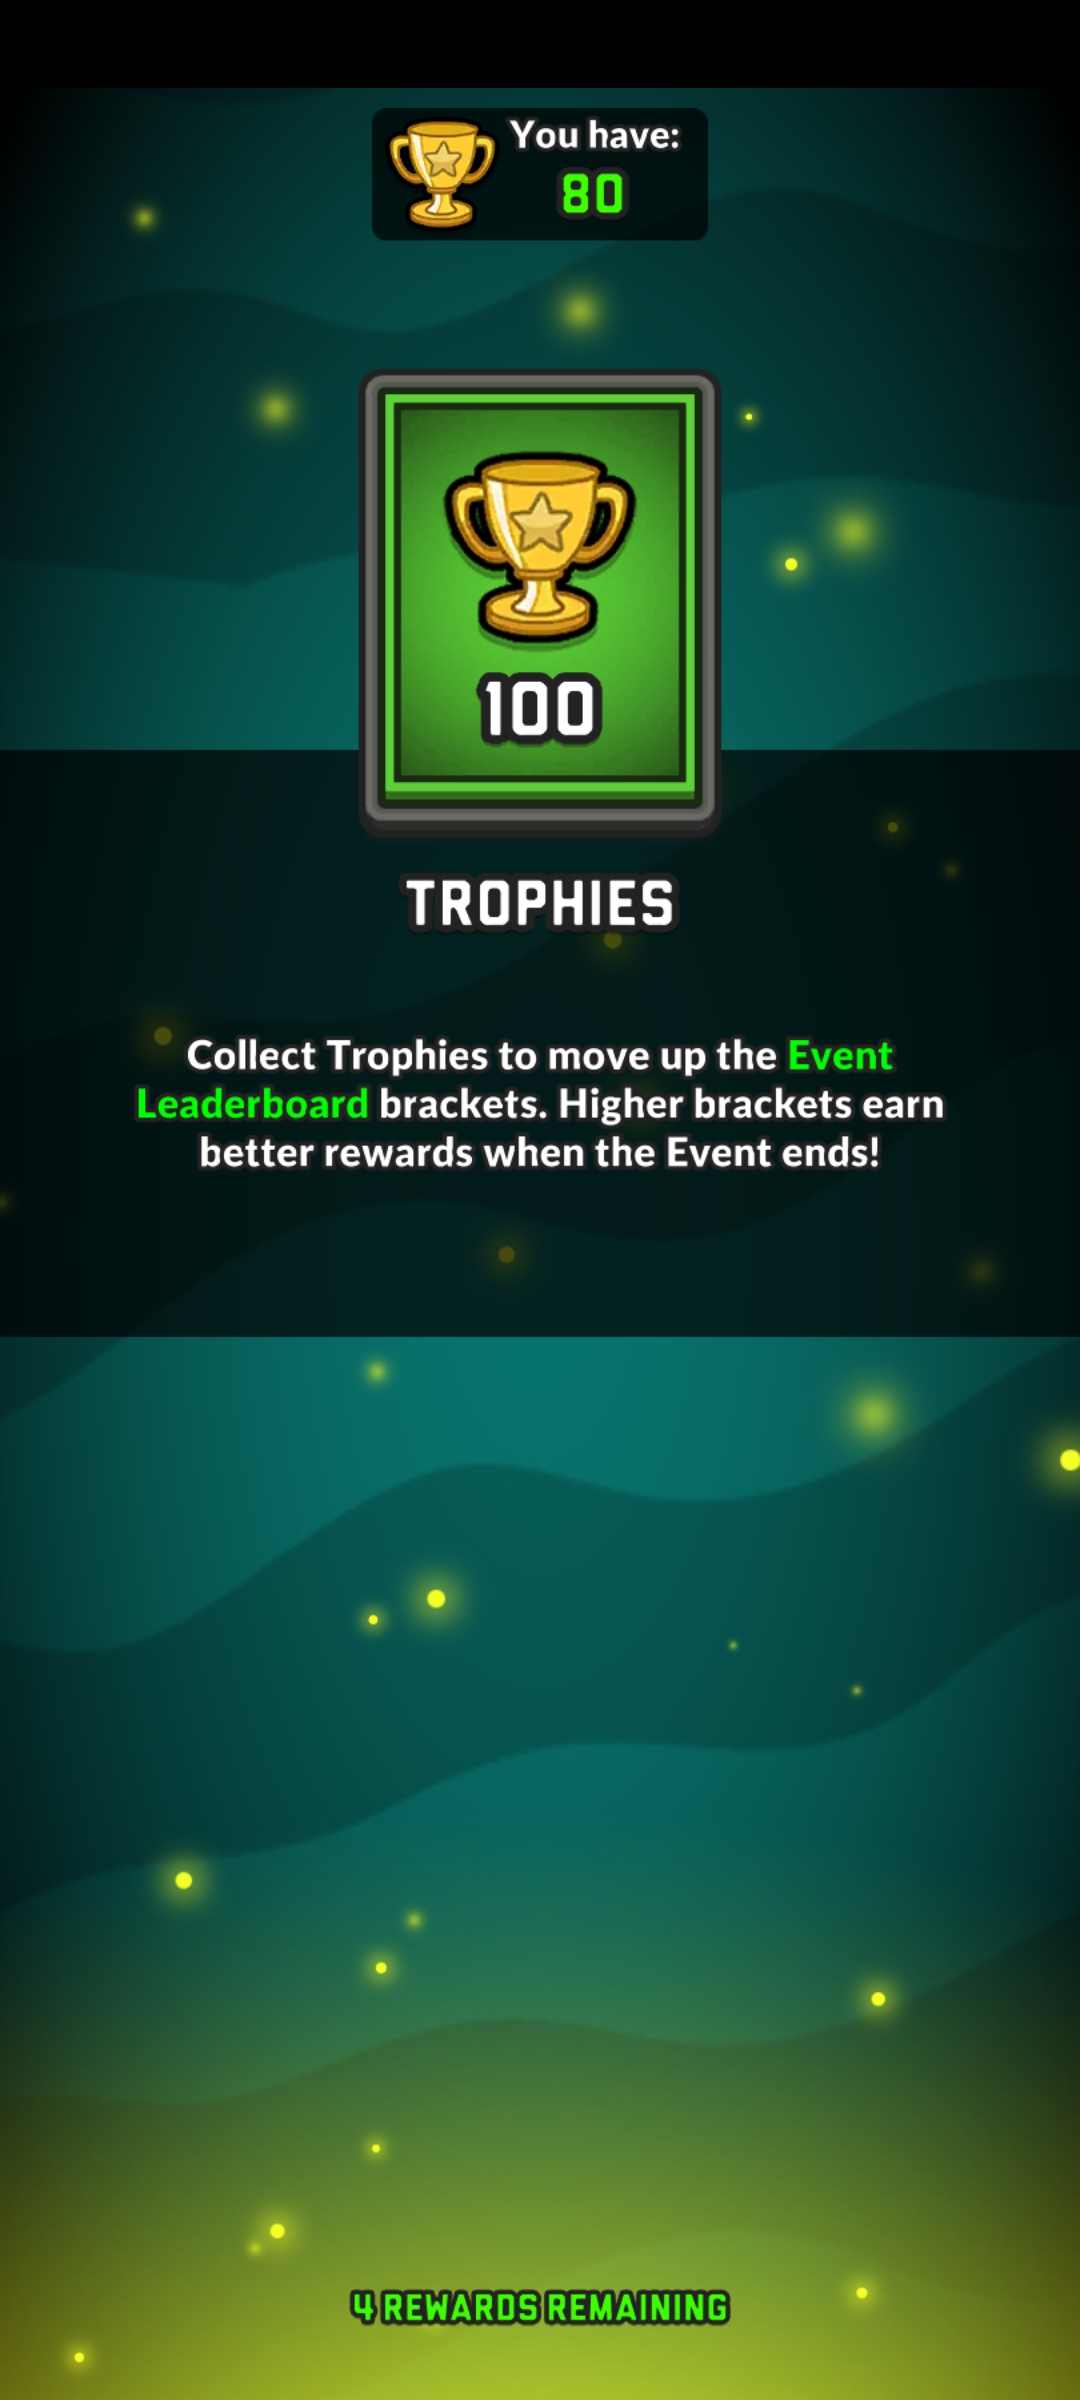 You have:
80
100
TROPHIES
Collect Trophies to move up the Event
Leaderboard brackets. Higher brackets earn
better rewards when the Event ends!
4 REWARDS REMAINING